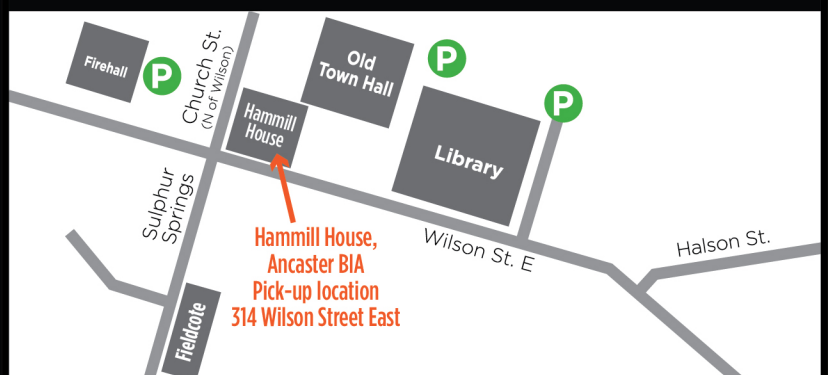 Firehall
P
Church St.
(N of Wilson)
Old
Town Hall
P
P
Hammill
House
Library
Sulphur
Springs
Wilson St. E
Halson St.
Hammill House,
Ancaster BIA
Pick-up location
314 Wilson Street East
Fieldcote